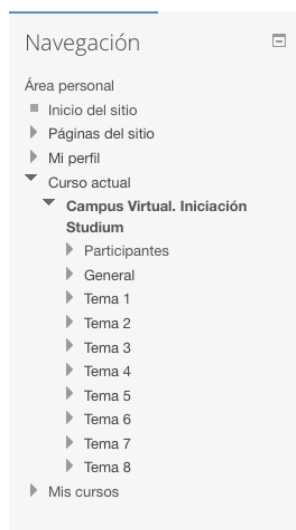 Navegación
Área personal
Inicio del sitio
Páginas del sitio
Mi perfil
Curso actual
Campus Virtual. Iniciación
Studium
Participantes
General
Tema 1
Tema 2
Tema 3
Tema 4
Tema 5
Tema 6
Tema 7
Tema 8
Mis cursos